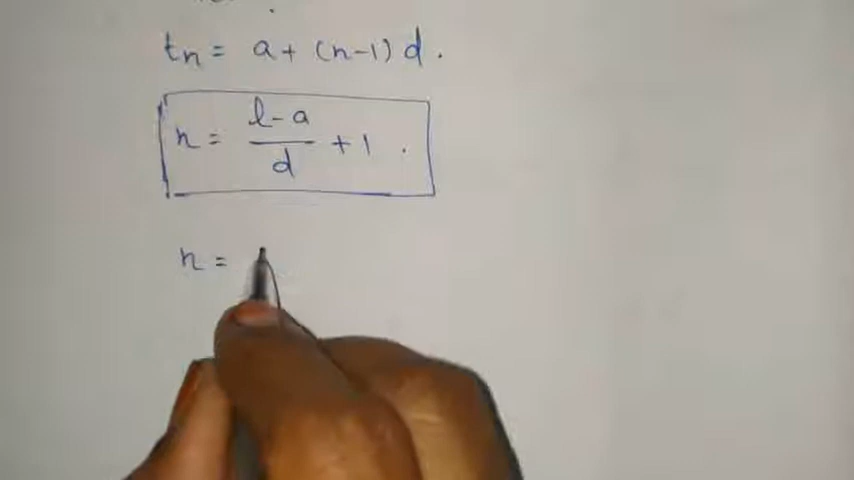 tn = a + (n-1) d .
n = l-a/d + 1 .
n =